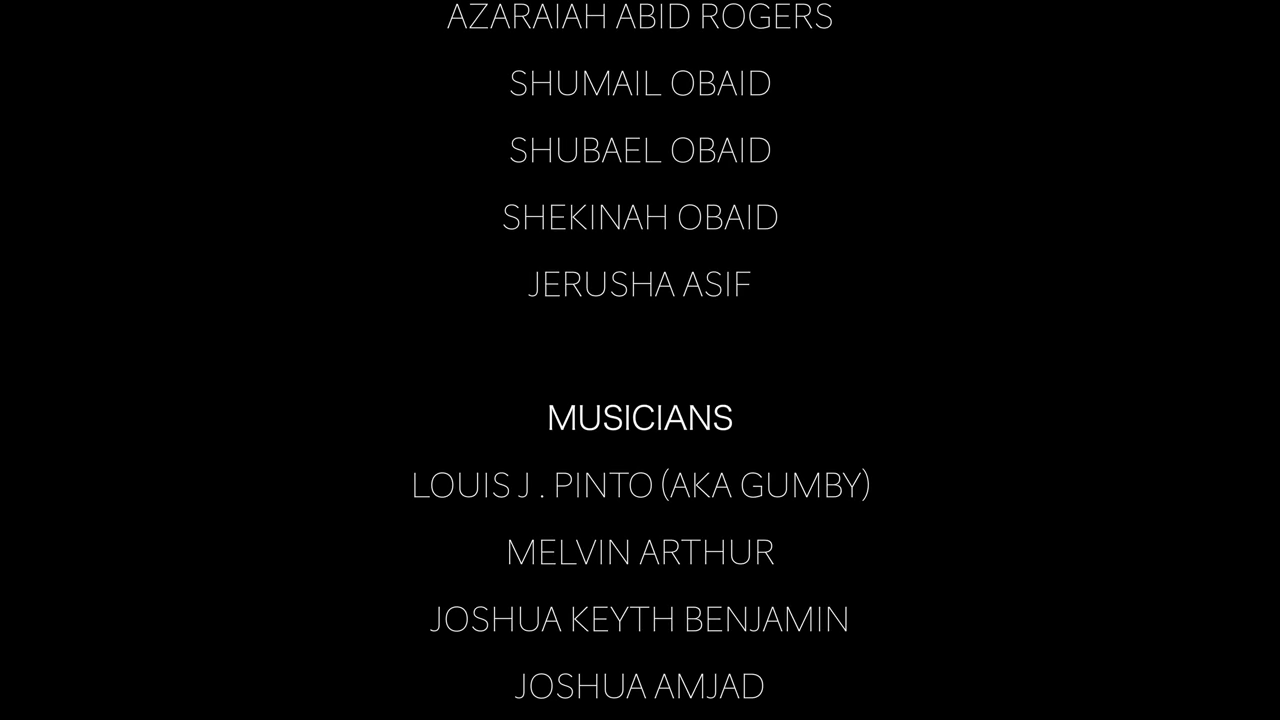 AZARAIAH ABID ROGERS
SHUMAIL OBAID
SHUBAEL OBAID
SHEKINAH OBAID
JERUSHA ASIF
MUSICIANS
LOUIS J . PINTO (AKA GUMBY)
MELVIN ARTHUR
JOSHUA KEYTH BENJAMIN
JOSHUA AMJAD